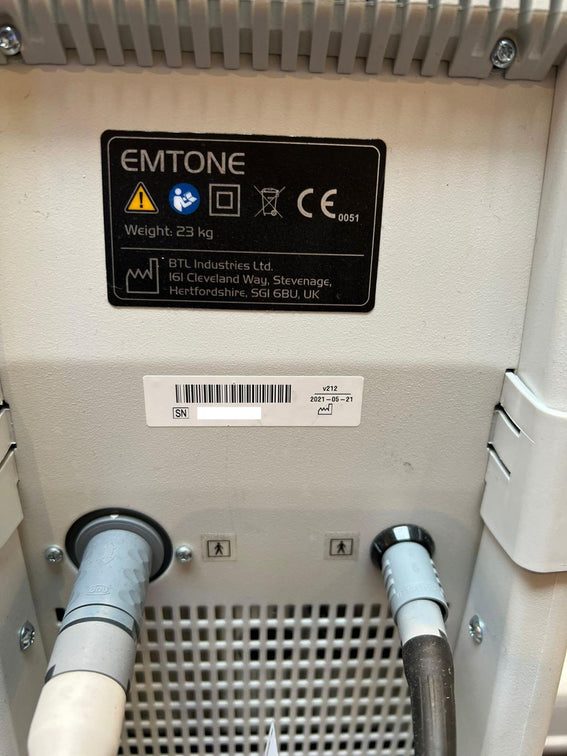 EMTONE
CE 0051
Weight: 23 kg
BTL Industries Ltd.
161 Cleveland Way, Stevenage,
Hertfordshire, SG1 6BU, UK
v212
2021-05-21
SN